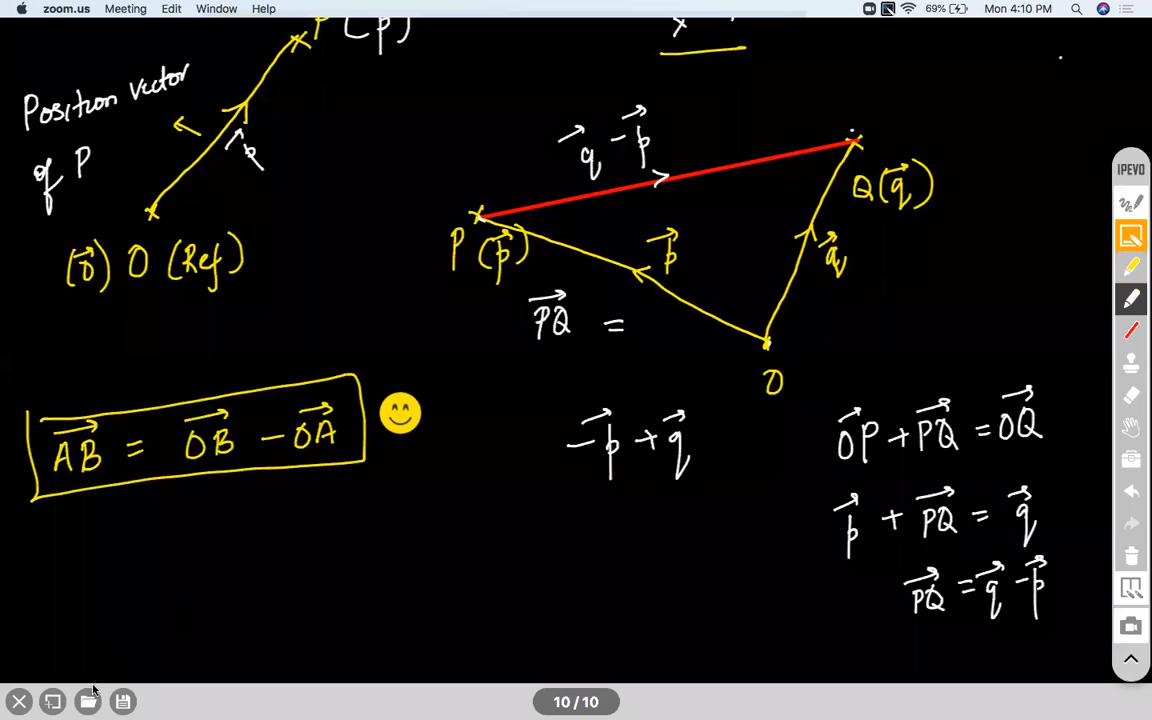 zoom.us Meeting Edit Window Help 69% Mon 4:10 PM
P (p⃗)
Position vector
of P
p⃗
(0⃗) O (Ref)
q⃗ - p⃗
Q(q⃗)
P (p⃗)
p⃗
q⃗
PQ⃗ =
O
AB⃗ = OB⃗ - OA⃗
-p⃗ + q⃗
OP⃗ + PQ⃗ = OQ⃗
p⃗ + PQ⃗ = q⃗
PQ⃗ = q⃗ - p⃗
IPEVO
10 / 10